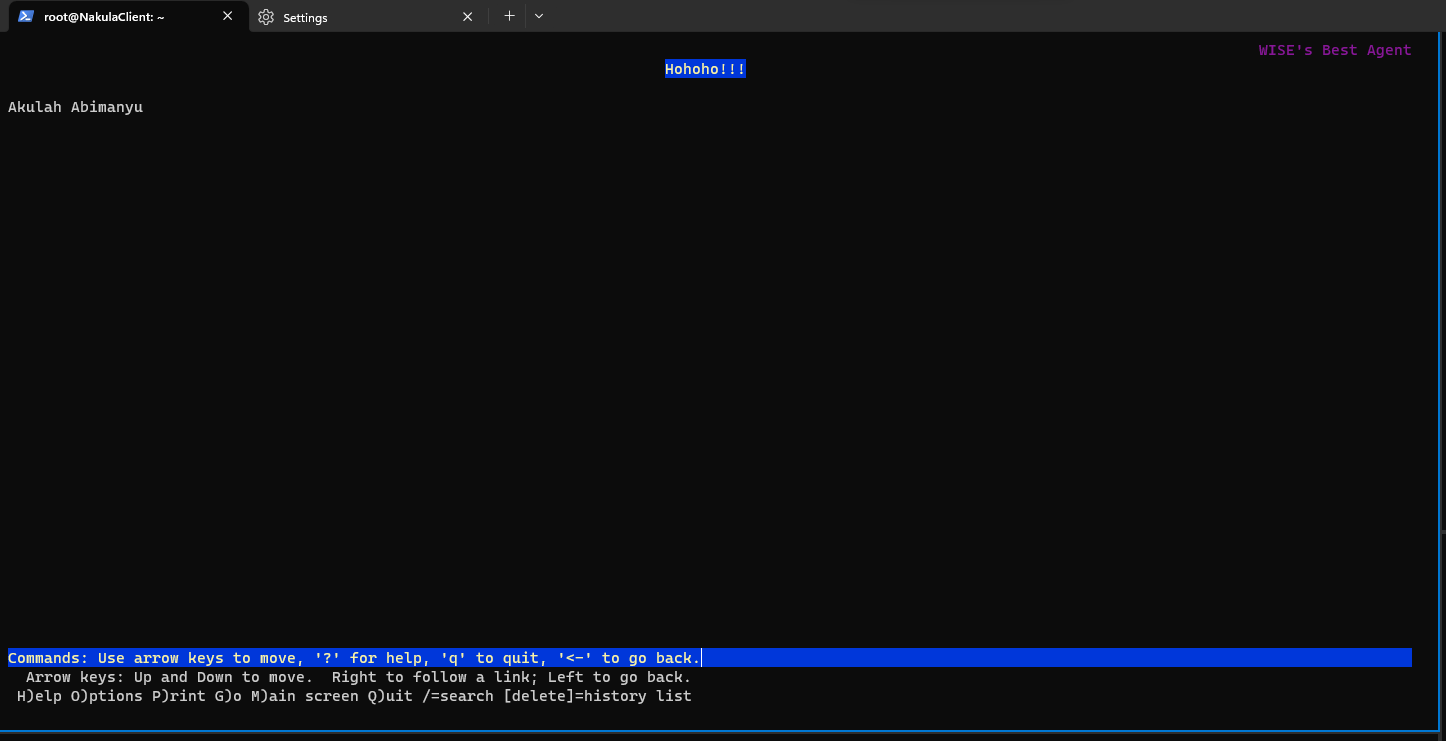 root@NakulaClient: ~
Settings
WISE's Best Agent
Hohoho!!!
Akulah Abimanyu
Commands: Use arrow keys to move, '?' for help, 'q' to quit, '<-' to go back.
Arrow keys: Up and Down to move.  Right to follow a link; Left to go back.
H)elp O)ptions P)rint G)o M)ain screen Q)uit /=search [delete]=history list